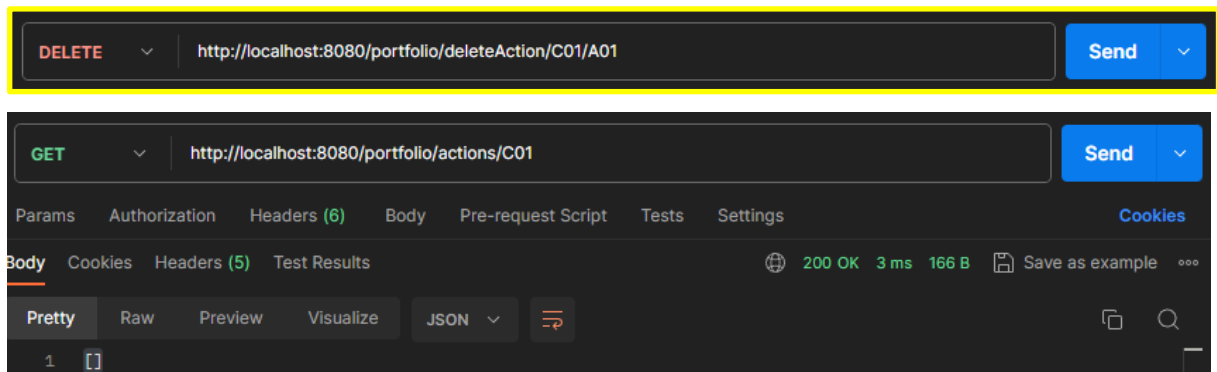 DELETE http://localhost:8080/portfolio/deleteAction/C01/A01 Send
GET http://localhost:8080/portfolio/actions/C01 Send
Params Authorization Headers (6) Body Pre-request Script Tests Settings Cookies
Body Cookies Headers (5) Test Results 200 OK 3 ms 166 B Save as example
Pretty Raw Preview Visualize JSON
1 []